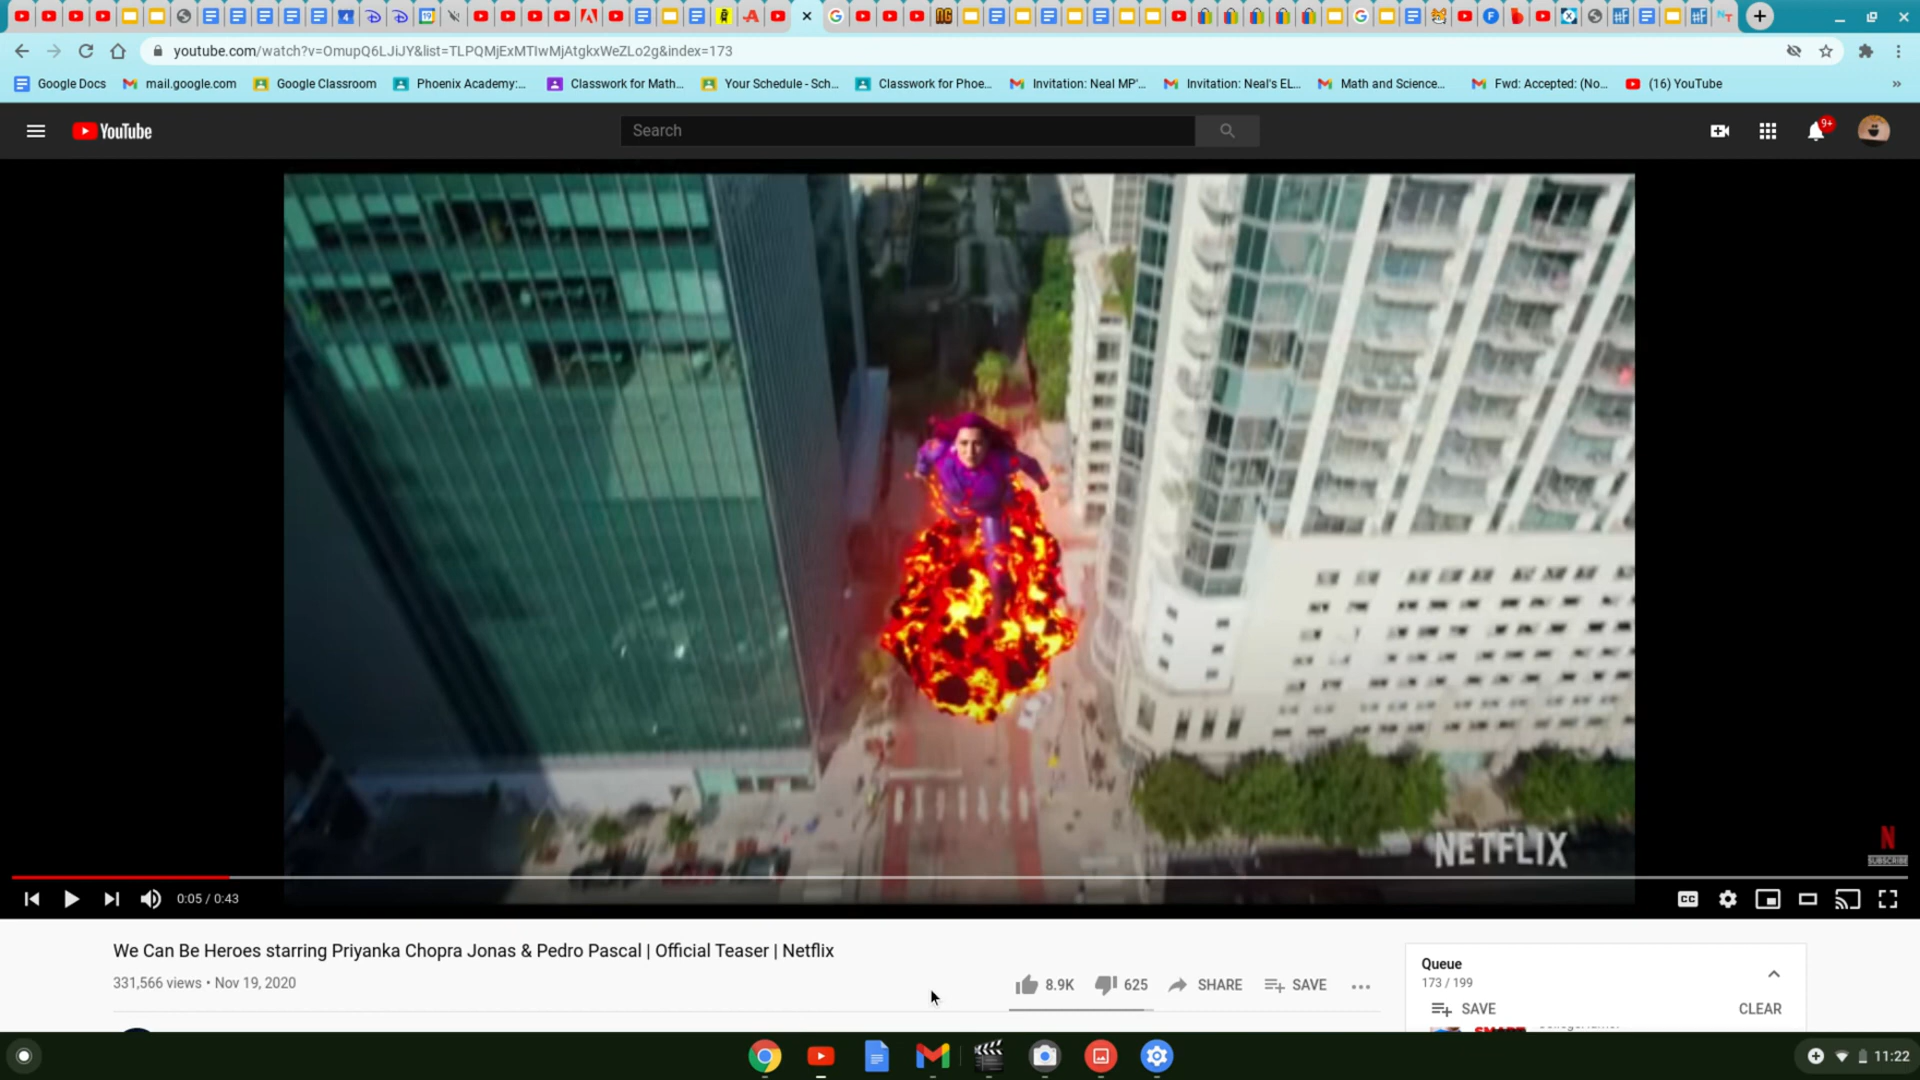 youtube.com/watch?v=OmupQ6LJiJY&list=TLPQMjExMTIwMjAtgkxWeZLo2g&index=173
Google Docs
mail.google.com
Google Classroom
Phoenix Academy:...
Classwork for Math...
Your Schedule - Sch...
Classwork for Phoe...
Invitation: Neal MP'...
Invitation: Neal's EL...
Math and Science...
Fwd: Accepted: (No...
(16) YouTube
YouTube
Search
9+
NETFLIX
N
SUBSCRIBE
0:05 / 0:43
CC
We Can Be Heroes starring Priyanka Chopra Jonas & Pedro Pascal | Official Teaser | Netflix
331,566 views • Nov 19, 2020
8.9K
625
SHARE
SAVE
Queue
173 / 199
SAVE
CLEAR
11:22